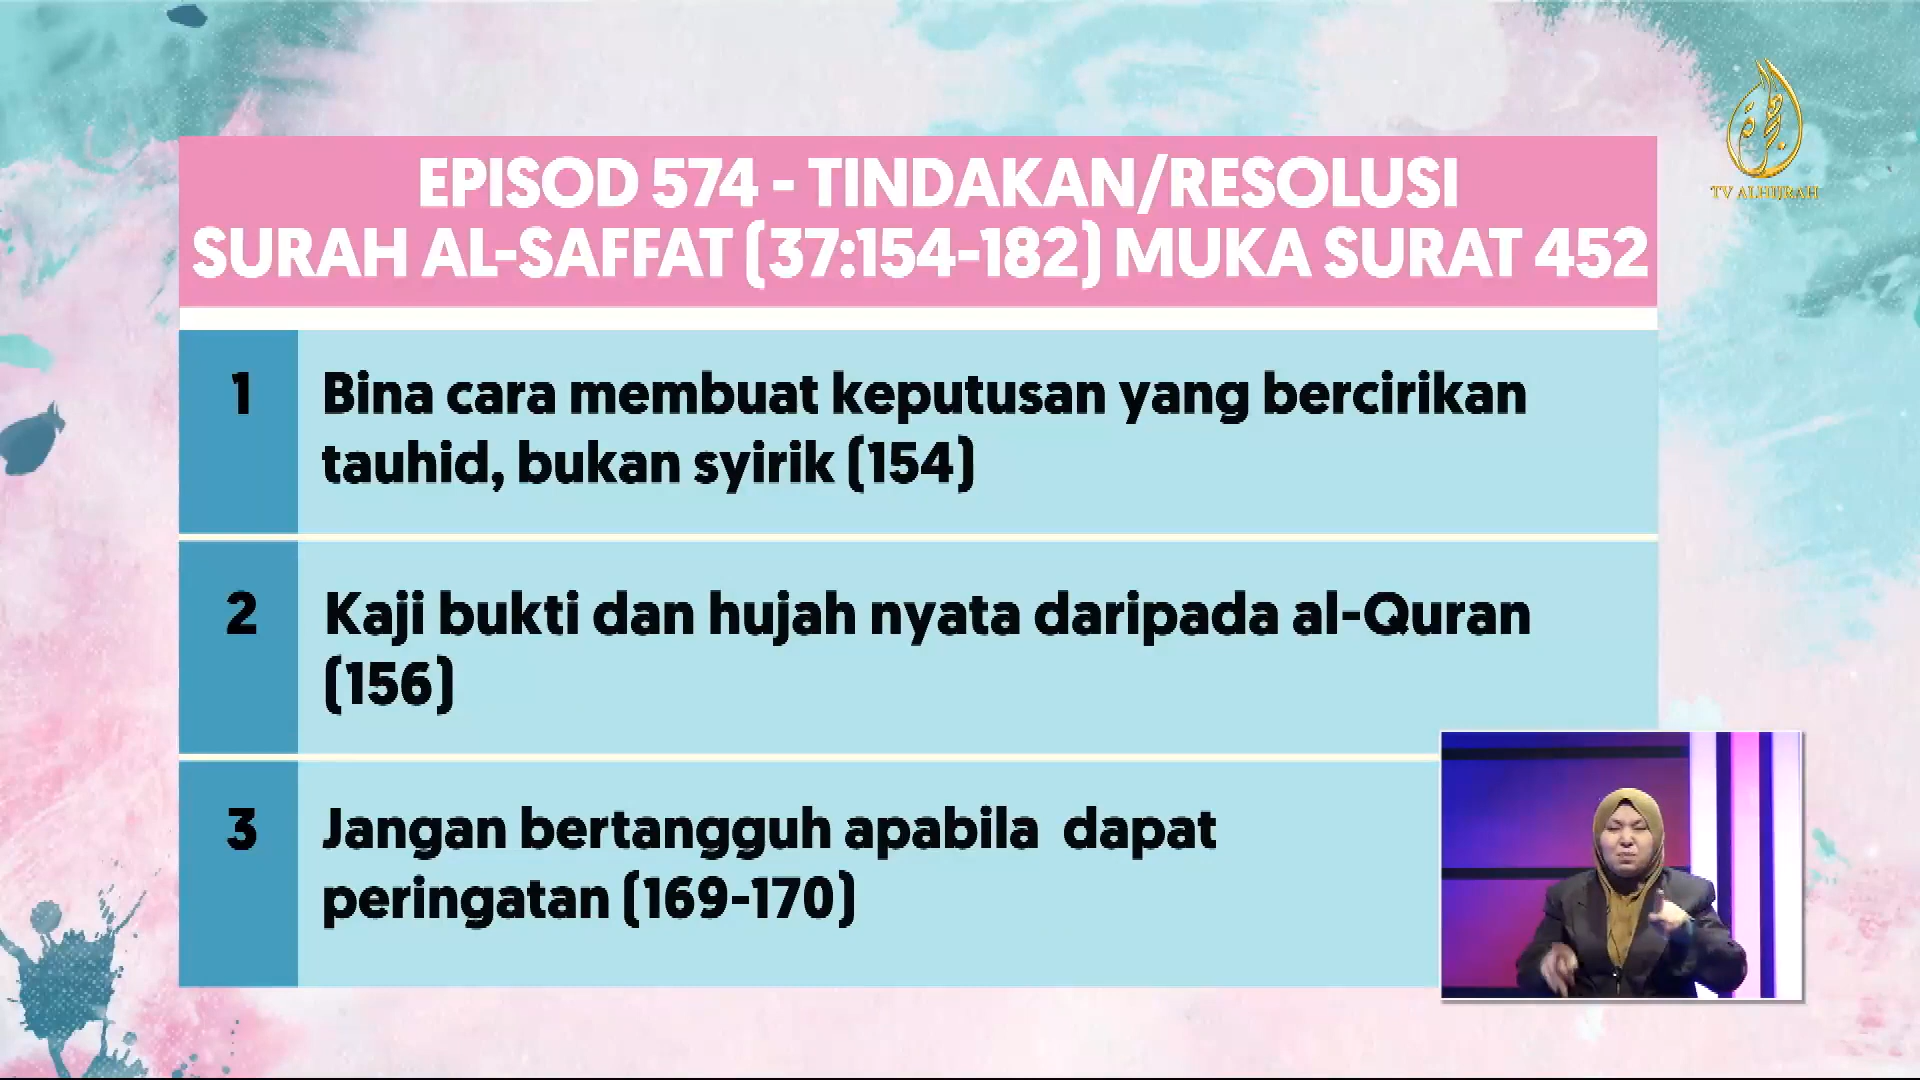 EPISOD 574 - TINDAKAN/RESOLUSI
SURAH AL-SAFFAT (37:154-182) MUKA SURAT 452
1 Bina cara membuat keputusan yang bercirikan
tauhid, bukan syirik (154)
2 Kaji bukti dan hujah nyata daripada al-Quran
(156)
3 Jangan bertangguh apabila  dapat
peringatan (169-170)
هجرة
TV ALHIJRAH